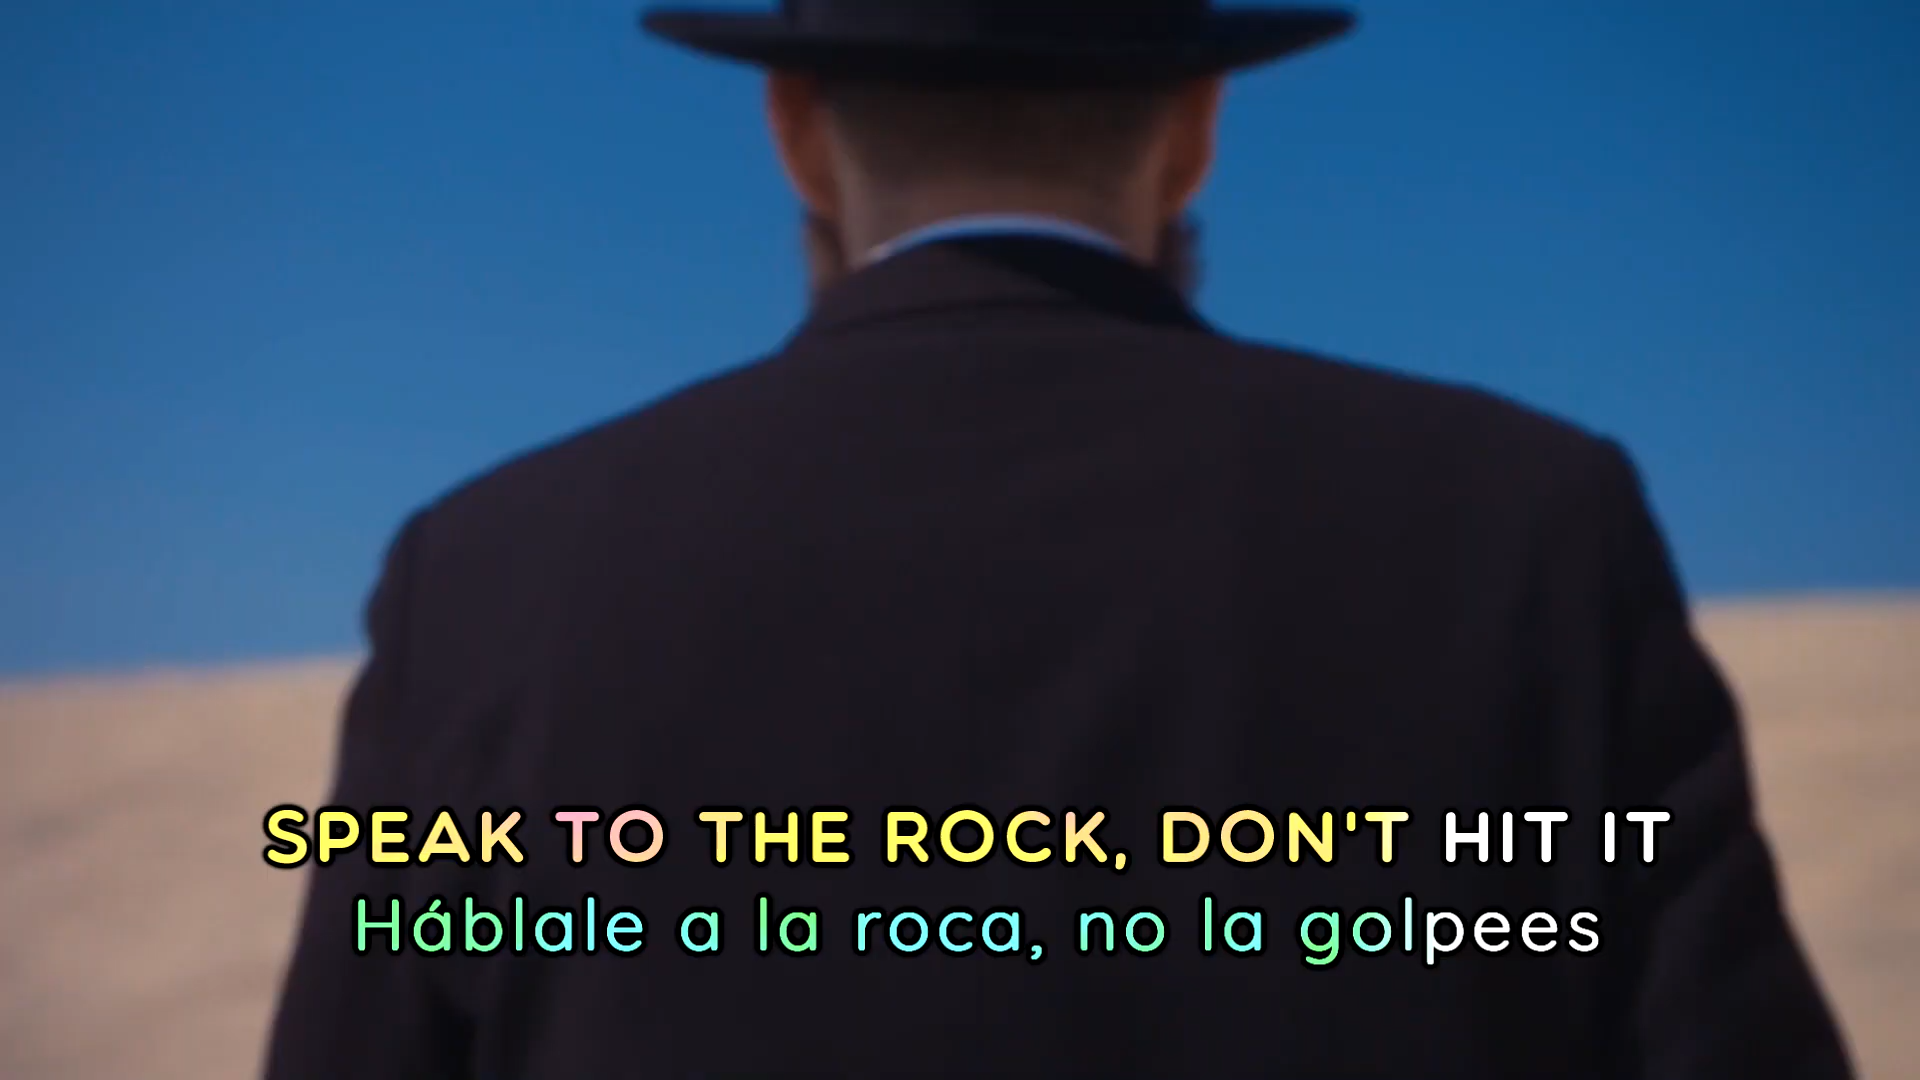 SPEAK TO THE ROCK, DON'T HIT IT
Háblale a la roca, no la golpees